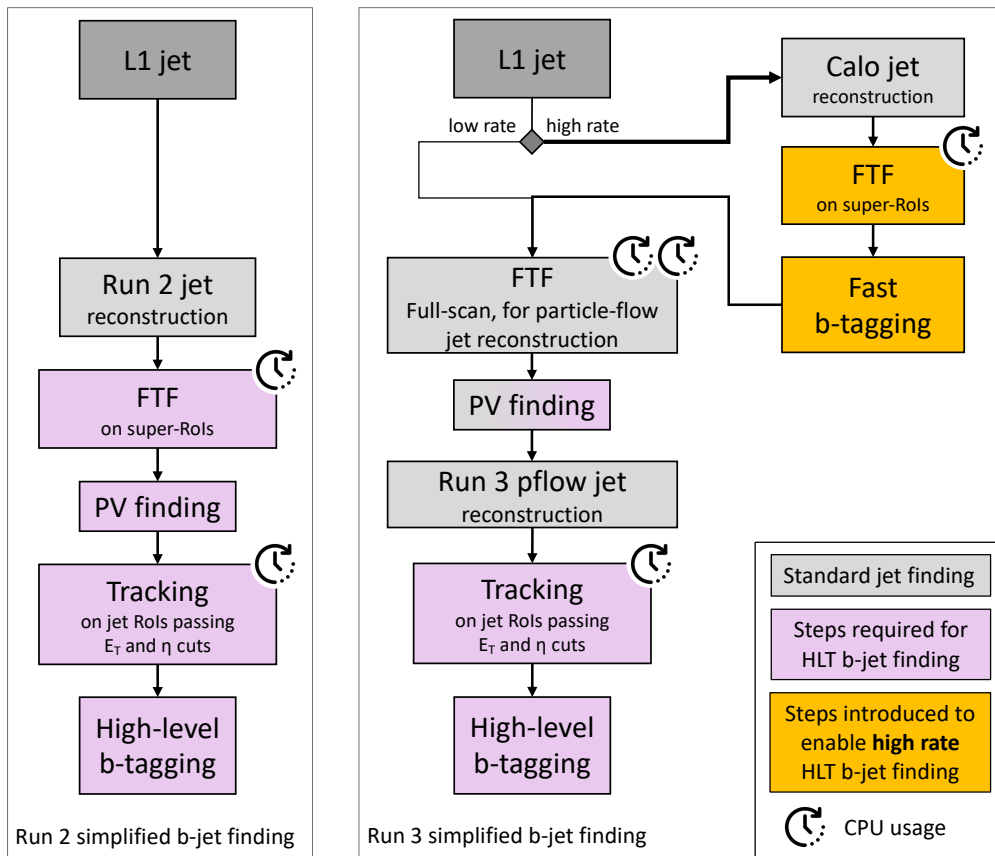 L1 jet
Run 2 jet
reconstruction
FTF
on super-RoIs
PV finding
Tracking
on jet RoIs passing
E_T and η cuts
High-level
b-tagging
Run 2 simplified b-jet finding
L1 jet
low rate
high rate
Calo jet
reconstruction
FTF
on super-RoIs
Fast
b-tagging
FTF
Full-scan, for particle-flow
jet reconstruction
PV finding
Run 3 pflow jet
reconstruction
Tracking
on jet RoIs passing
E_T and η cuts
High-level
b-tagging
Run 3 simplified b-jet finding
Standard jet finding
Steps required for
HLT b-jet finding
Steps introduced to
enable high rate
HLT b-jet finding
CPU usage